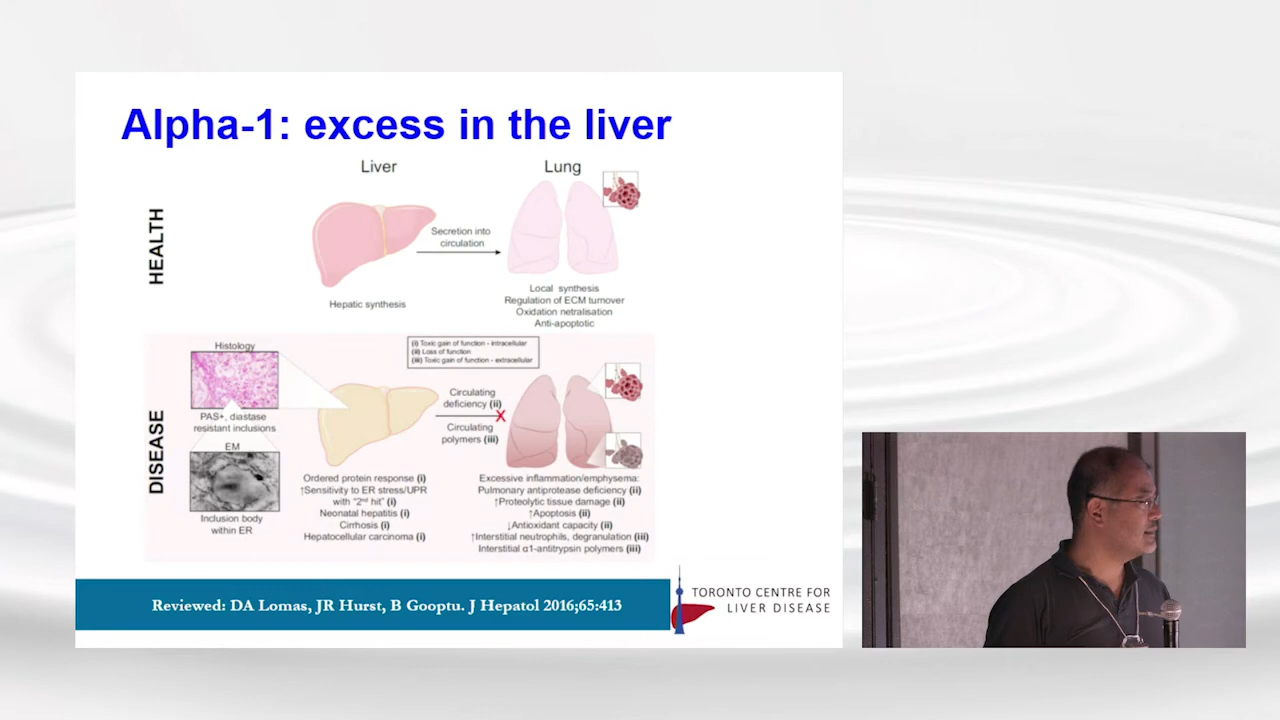 Alpha-1: excess in the liver
Liver
Lung
HEALTH
Secretion into
circulation
Hepatic synthesis
Local synthesis
Regulation of ECM turnover
Oxidation netralisation
Anti-apoptotic
DISEASE
Histology
PAS+, diastase
resistant inclusions
EM
Inclusion body
within ER
(i) Toxic gain of function - intracellular
(ii) Loss of function
(iii) Toxic gain of function - extracellular
Circulating
deficiency (ii)
X
Circulating
polymers (iii)
Ordered protein response (i)
↑Sensitivity to ER stress/UPR
with "2nd hit" (i)
Neonatal hepatitis (i)
Cirrhosis (i)
Hepatocellular carcinoma (i)
Excessive inflammation/emphysema:
Pulmonary antiprotease deficiency (ii)
↑Proteolytic tissue damage (ii)
↑Apoptosis (ii)
↓Antioxidant capacity (ii)
↑Interstitial neutrophils, degranulation (iii)
Interstitial α1-antitrypsin polymers (iii)
Reviewed: DA Lomas, JR Hurst, B Gooptu. J Hepatol 2016;65:413
TORONTO CENTRE FOR
LIVER DISEASE